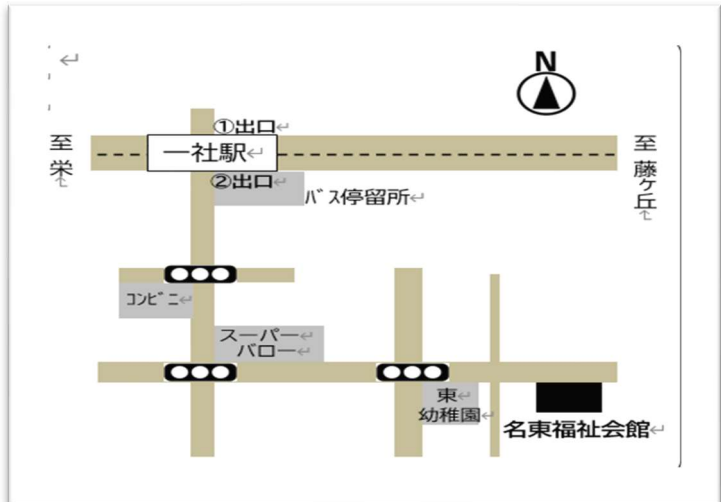 N
①出口
至栄
一社駅
至藤ヶ丘
②出口
バス停留所
コンビニ
スーパー
バロー
東
幼稚園
名東福祉会館